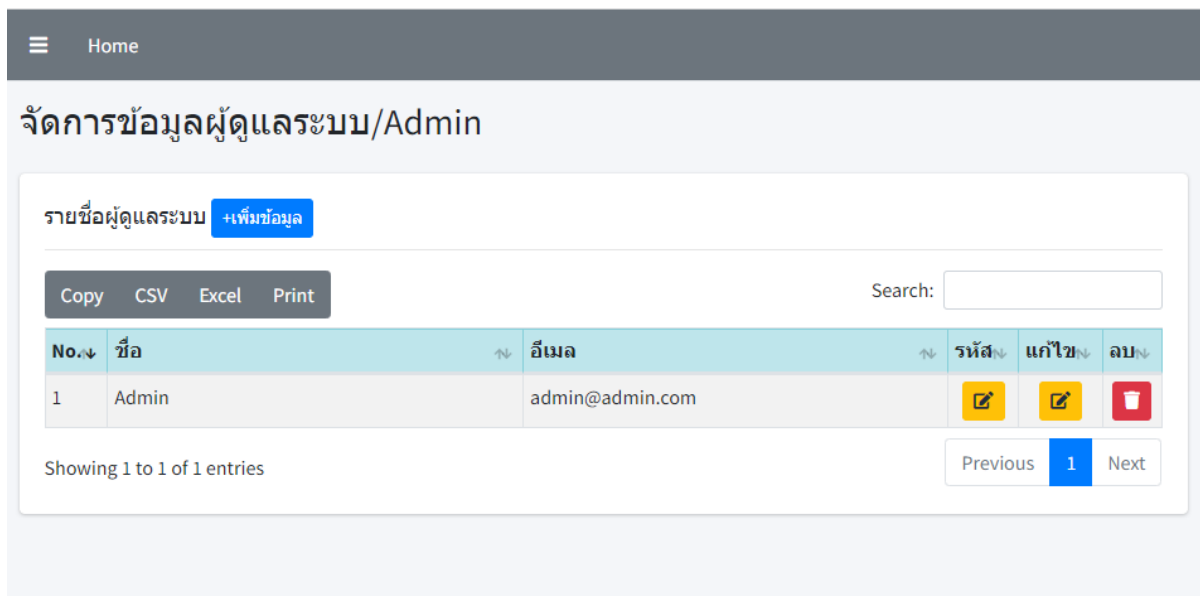 Home
จัดการข้อมูลผู้ดูแลระบบ/Admin
รายชื่อผู้ดูแลระบบ +เพิ่มข้อมูล
Copy CSV Excel Print Search:
No. ชื่อ อีเมล รหัส แก้ไข ลบ
1 Admin admin@admin.com
Showing 1 to 1 of 1 entries Previous 1 Next